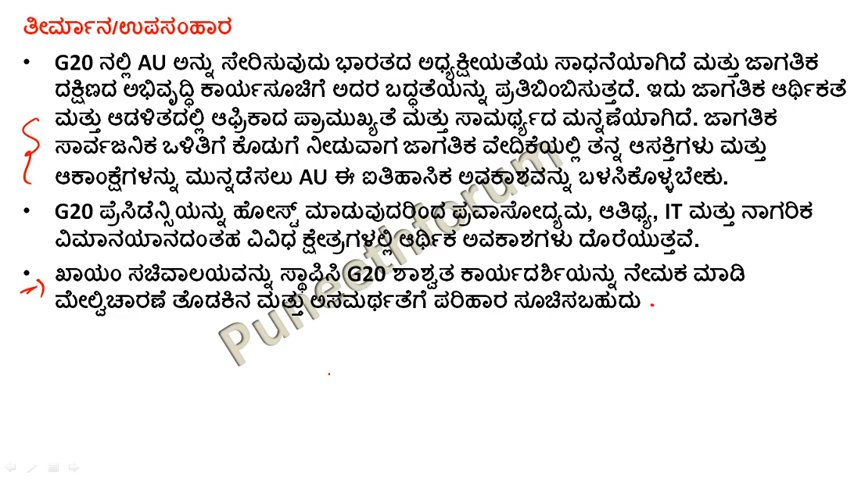 ತೀರ್ಮಾನ/ಉಪಸಂಹಾರ
• G20 ನಲ್ಲಿ AU ಅನ್ನು ಸೇರಿಸುವುದು ಭಾರತದ ಅಧ್ಯಕ್ಷೀಯತೆಯ ಸಾಧನೆಯಾಗಿದೆ ಮತ್ತು ಜಾಗತಿಕ
ದಕ್ಷಿಣದ ಅಭಿವೃದ್ಧಿ ಕಾರ್ಯಸೂಚಿಗೆ ಅದರ ಬದ್ಧತೆಯನ್ನು ಪ್ರತಿಬಿಂಬಿಸುತ್ತದೆ. ಇದು ಜಾಗತಿಕ ಆರ್ಥಿಕತೆ
ಮತ್ತು ಆಡಳಿತದಲ್ಲಿ ಆಫ್ರಿಕಾದ ಪ್ರಾಮುಖ್ಯತೆ ಮತ್ತು ಸಾಮರ್ಥ್ಯದ ಮನ್ನಣೆಯಾಗಿದೆ. ಜಾಗತಿಕ
ಸಾರ್ವಜನಿಕ ಒಳಿತಿಗೆ ಕೊಡುಗೆ ನೀಡುವಾಗ ಜಾಗತಿಕ ವೇದಿಕೆಯಲ್ಲಿ ತನ್ನ ಆಸಕ್ತಿಗಳು ಮತ್ತು
ಆಕಾಂಕ್ಷೆಗಳನ್ನು ಮುನ್ನಡೆಸಲು AU ಈ ಐತಿಹಾಸಿಕ ಅವಕಾಶವನ್ನು ಬಳಸಿಕೊಳ್ಳಬೇಕು.
• G20 ಪ್ರೆಸಿಡೆನ್ಸಿಯನ್ನು ಹೋಸ್ಟ್ ಮಾಡುವುದರಿಂದ ಪ್ರವಾಸೋದ್ಯಮ, ಆತಿಥ್ಯ, IT ಮತ್ತು ನಾಗರಿಕ
ವಿಮಾನಯಾನದಂತಹ ವಿವಿಧ ಕ್ಷೇತ್ರಗಳಲ್ಲಿ ಆರ್ಥಿಕ ಅವಕಾಶಗಳು ದೊರೆಯುತ್ತವೆ.
• ಖಾಯಂ ಸಚಿವಾಲಯವನ್ನು ಸ್ಥಾಪಿಸಿ G20 ಶಾಶ್ವತ ಕಾರ್ಯದರ್ಶಿಯನ್ನು ನೇಮಕ ಮಾಡಿ
ಮೇಲ್ವಿಚಾರಣೆ ತೊಡಕಿನ ಮತ್ತು ಅಸಮರ್ಥತೆಗೆ ಪರಿಹಾರ ಸೂಚಿಸಬಹುದು
Puneethforum